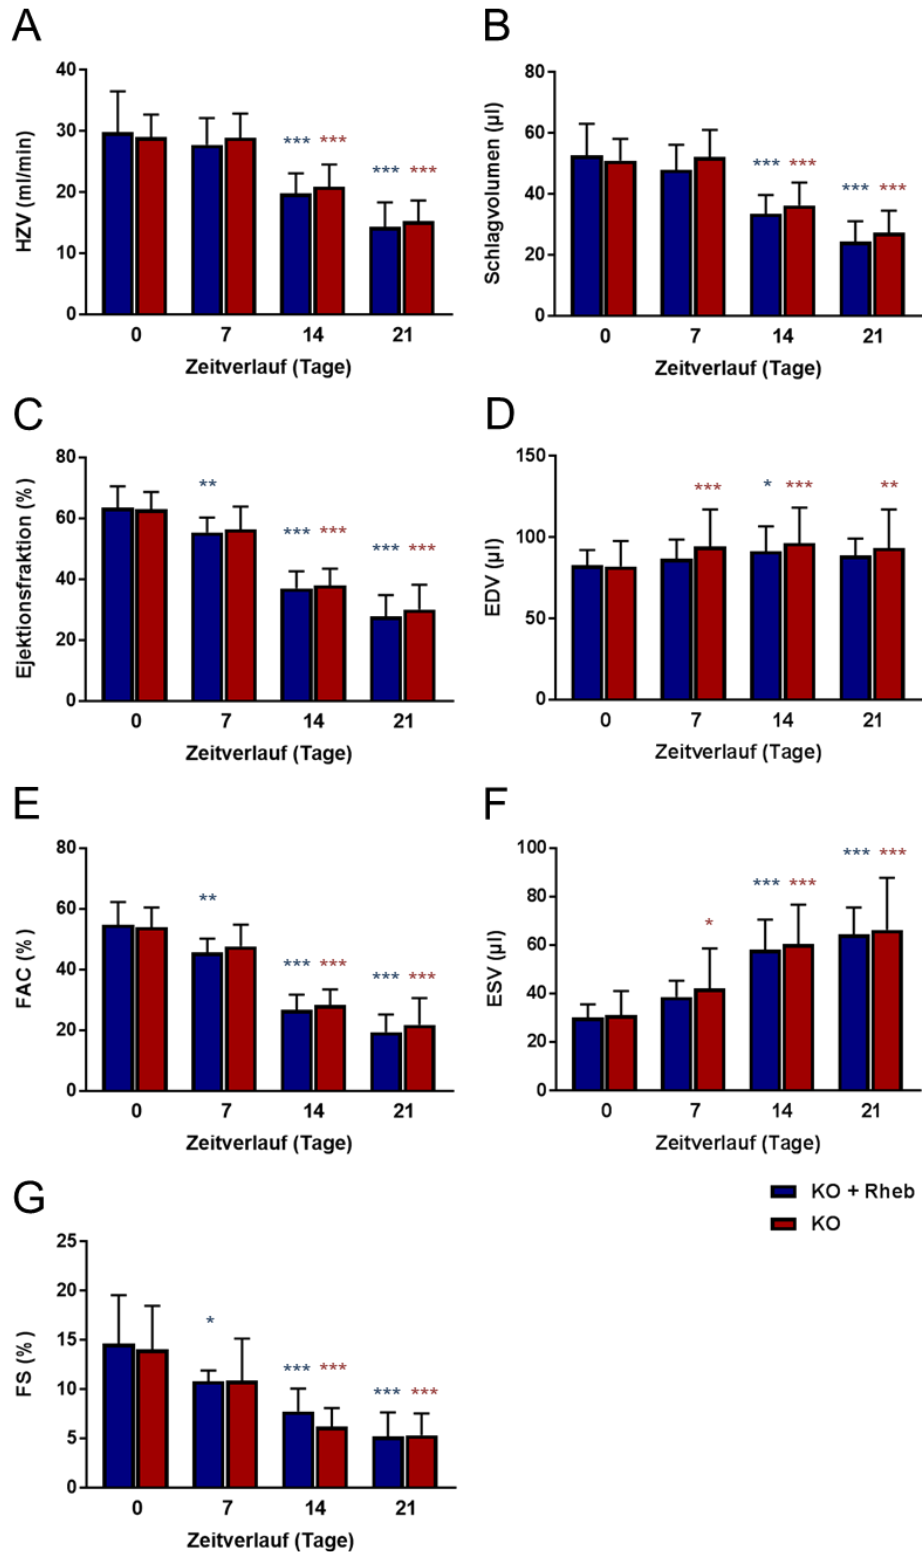 A
HZV (ml/min)
40
30
20
10
0
*** *** *** ***
0 7 14 21
Zeitverlauf (Tage)
B
Schlagvolumen (µl)
80
60
40
20
0
*** *** *** ***
0 7 14 21
Zeitverlauf (Tage)
C
Ejektionsfraktion (%)
80
60
40
20
0
** *** *** *** ***
0 7 14 21
Zeitverlauf (Tage)
D
EDV (µl)
150
100
50
0
*** * *** **
0 7 14 21
Zeitverlauf (Tage)
E
FAC (%)
80
60
40
20
0
** *** *** *** ***
0 7 14 21
Zeitverlauf (Tage)
F
ESV (µl)
100
80
60
40
20
0
* *** *** *** ***
0 7 14 21
Zeitverlauf (Tage)
G
FS (%)
25
20
15
10
5
0
* *** *** *** ***
0 7 14 21
Zeitverlauf (Tage)
KO + Rheb
KO